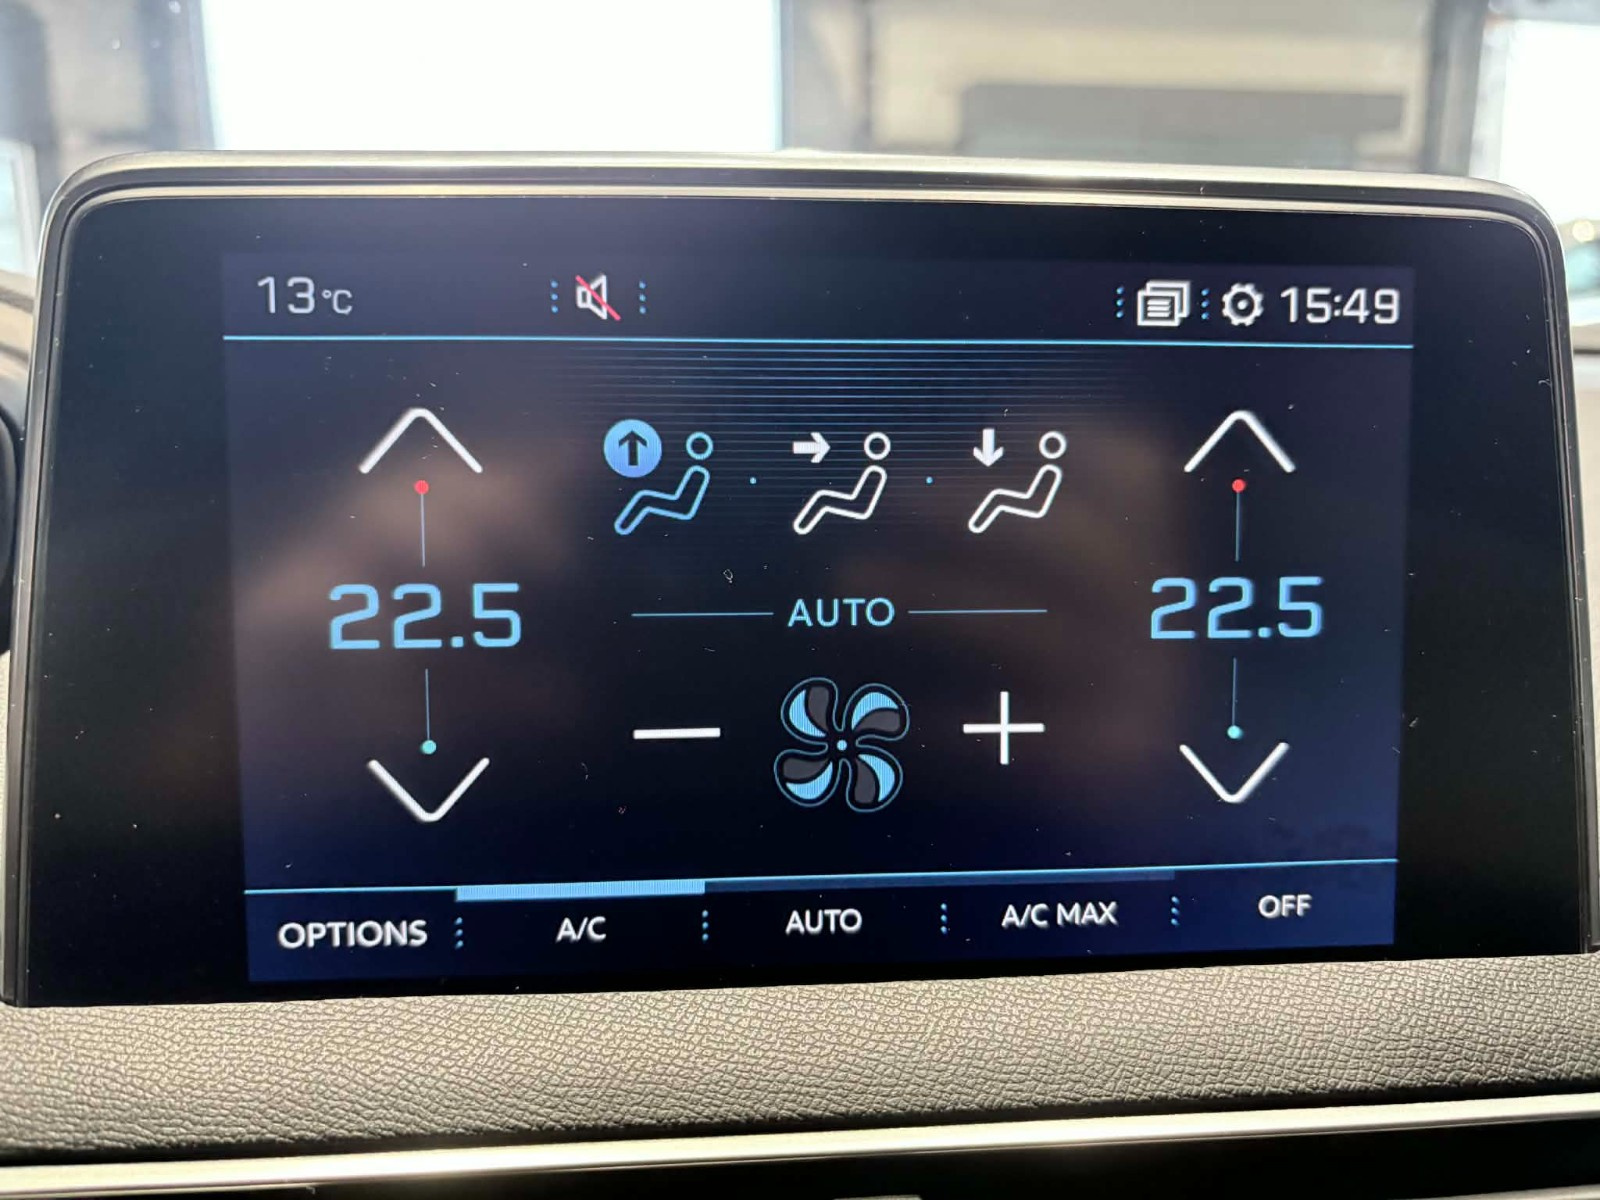 13°C
15:49
22.5
22.5
AUTO
OPTIONS
A/C
AUTO
A/C MAX
OFF